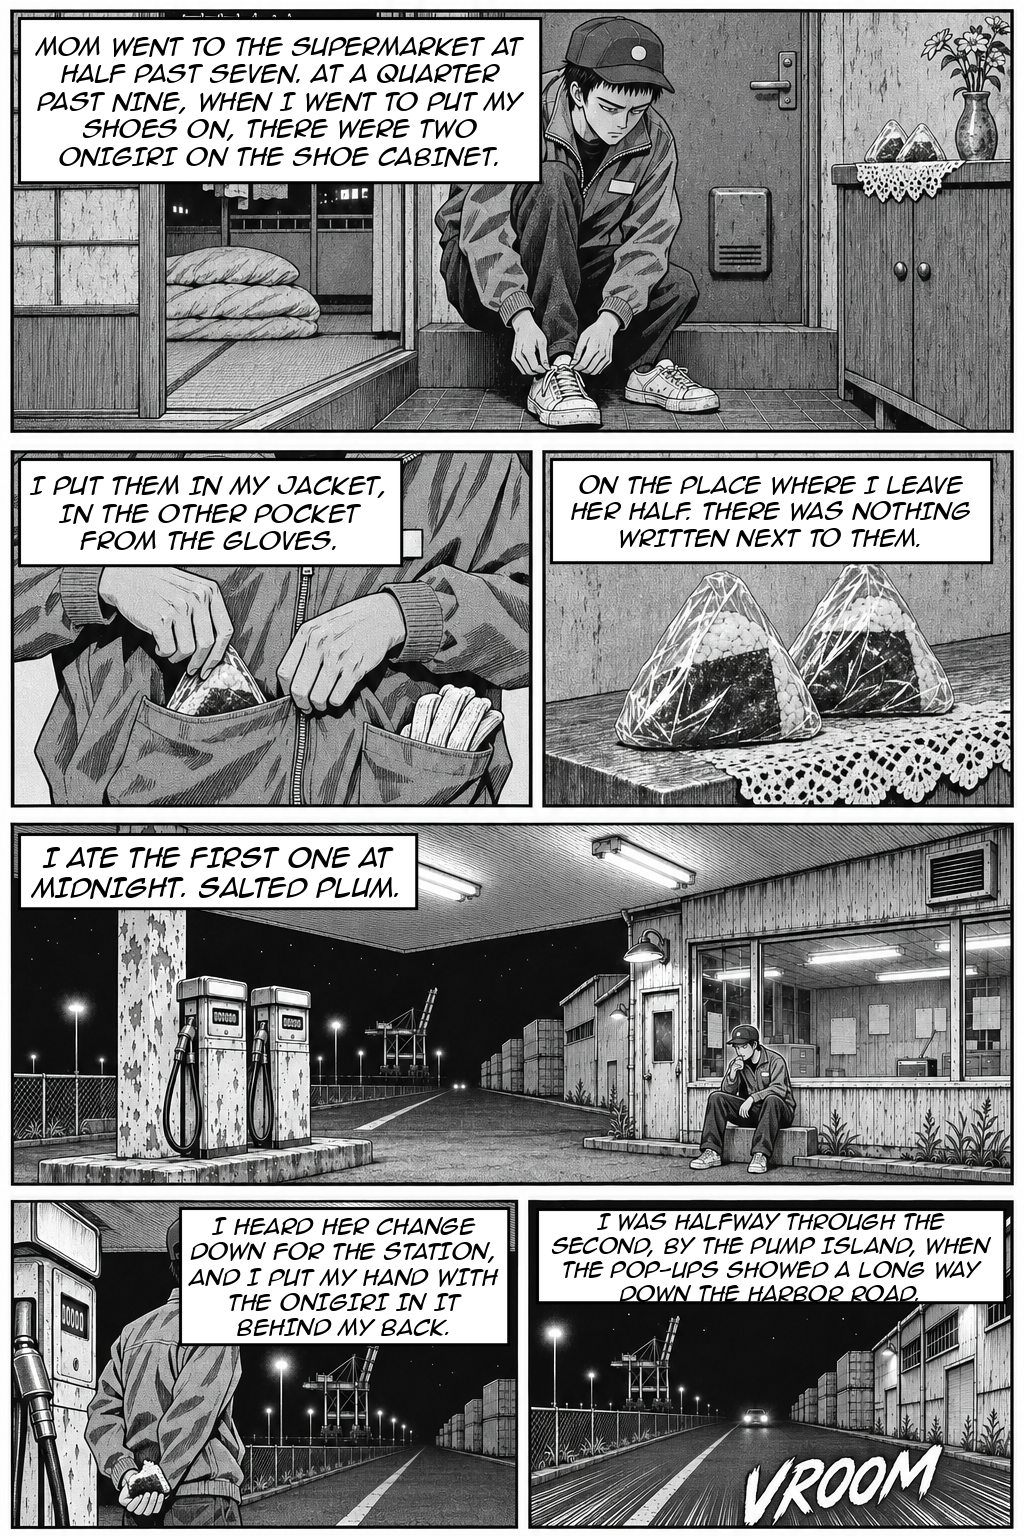 MOM WENT TO THE SUPERMARKET AT
HALF PAST SEVEN. AT A QUARTER
PAST NINE, WHEN I WENT TO PUT MY
SHOES ON, THERE WERE TWO
ONIGIRI ON THE SHOE CABINET.
I PUT THEM IN MY JACKET,
IN THE OTHER POCKET
FROM THE GLOVES.
ON THE PLACE WHERE I LEAVE
HER HALF. THERE WAS NOTHING
WRITTEN NEXT TO THEM.
I ATE THE FIRST ONE AT
MIDNIGHT. SALTED PLUM.
I HEARD HER CHANGE
DOWN FOR THE STATION,
AND I PUT MY HAND WITH
THE ONIGIRI IN IT
BEHIND MY BACK.
I WAS HALFWAY THROUGH THE
SECOND, BY THE PUMP ISLAND, WHEN
THE POP-UPS SHOWED A LONG WAY
DOWN THE HARBOR ROAD.
VROOM